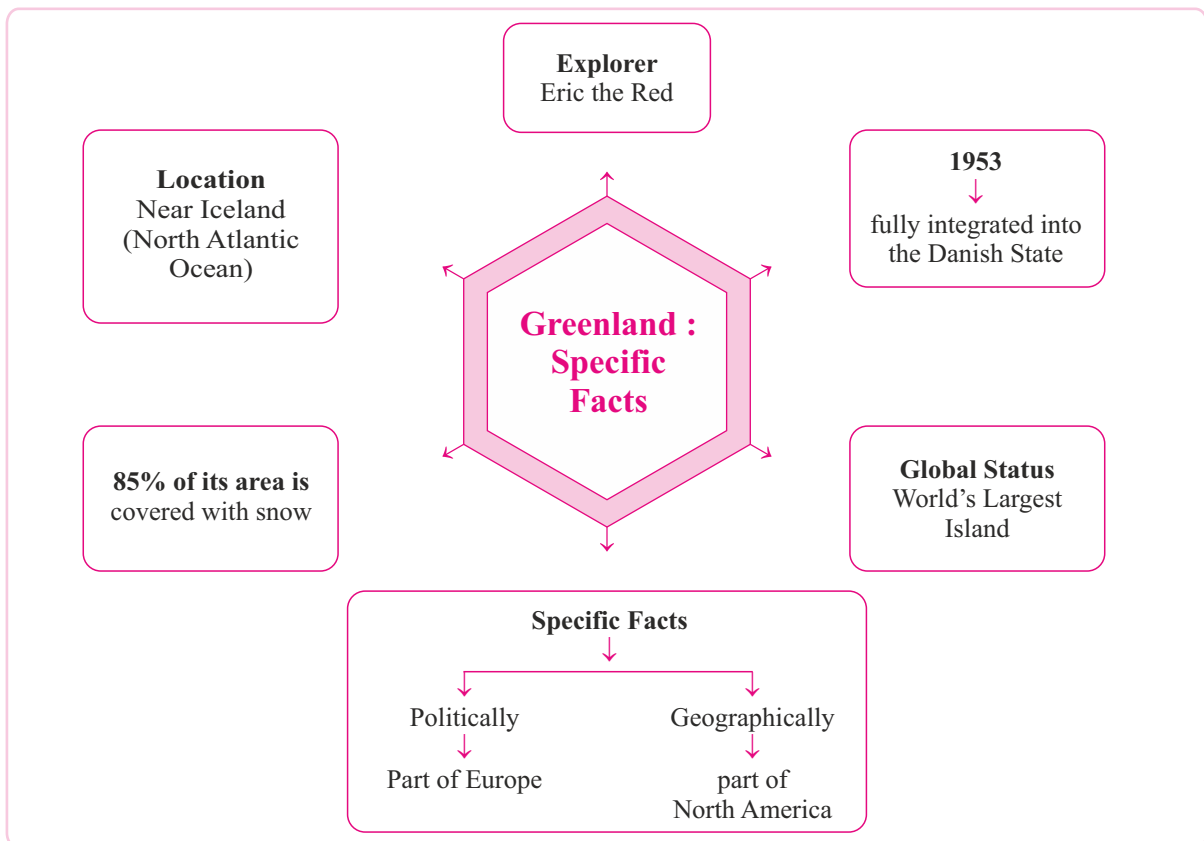 Explorer
Eric the Red
Location
Near Iceland
(North Atlantic
Ocean)
1953
fully integrated into
the Danish State
Greenland :
Specific
Facts
85% of its area is
covered with snow
Global Status
World’s Largest
Island
Specific Facts
Politically
Geographically
Part of Europe
part of
North America